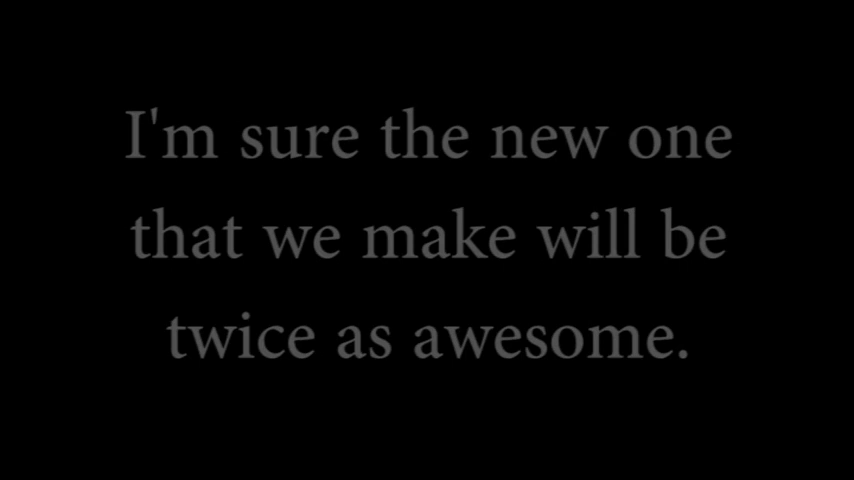 I'm sure the new one
that we make will be
twice as awesome.